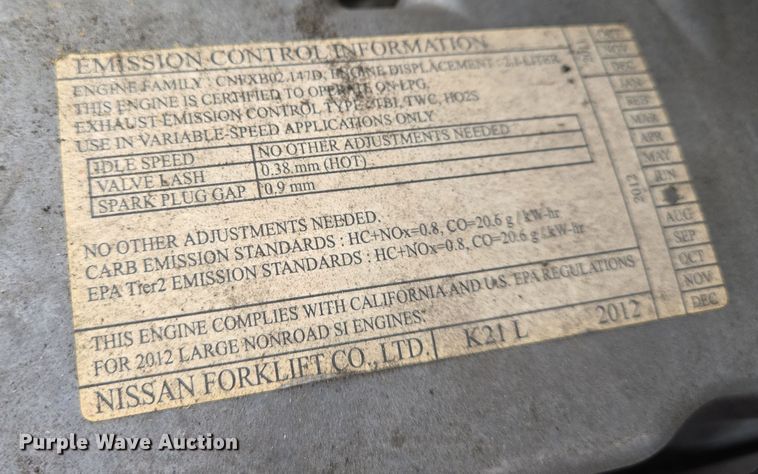 EMISSION CONTROL INFORMATION
ENGINE FAMILY : CNFXB02.147D, ENGINE DISPLACEMENT : 2.1-LITER
THIS ENGINE IS CERTIFIED TO OPERATE ON LPG.
EXHAUST EMISSION CONTROL TYPE : TBI, TWC, HO2S
USE IN VARIABLE-SPEED APPLICATIONS ONLY
IDLE SPEED NO OTHER ADJUSTMENTS NEEDED
VALVE LASH 0.38 mm (HOT)
SPARK PLUG GAP 0.9 mm
NO OTHER ADJUSTMENTS NEEDED.
CARB EMISSION STANDARDS : HC+NOx=0.8, CO=20.6 g / kW-hr
EPA Tier2 EMISSION STANDARDS : HC+NOx=0.8, CO=20.6 g / kW-hr
THIS ENGINE COMPLIES WITH CALIFORNIA AND U.S. EPA REGULATIONS
FOR 2012 LARGE NONROAD SI ENGINES.
NISSAN FORKLIFT CO., LTD. K21 L 2012
OCT
NOV
DEC
JAN
FEB
MAR
APR
MAY
2012
JUN
AUG
SEP
OCT
NOV
DEC
Purple Wave Auction